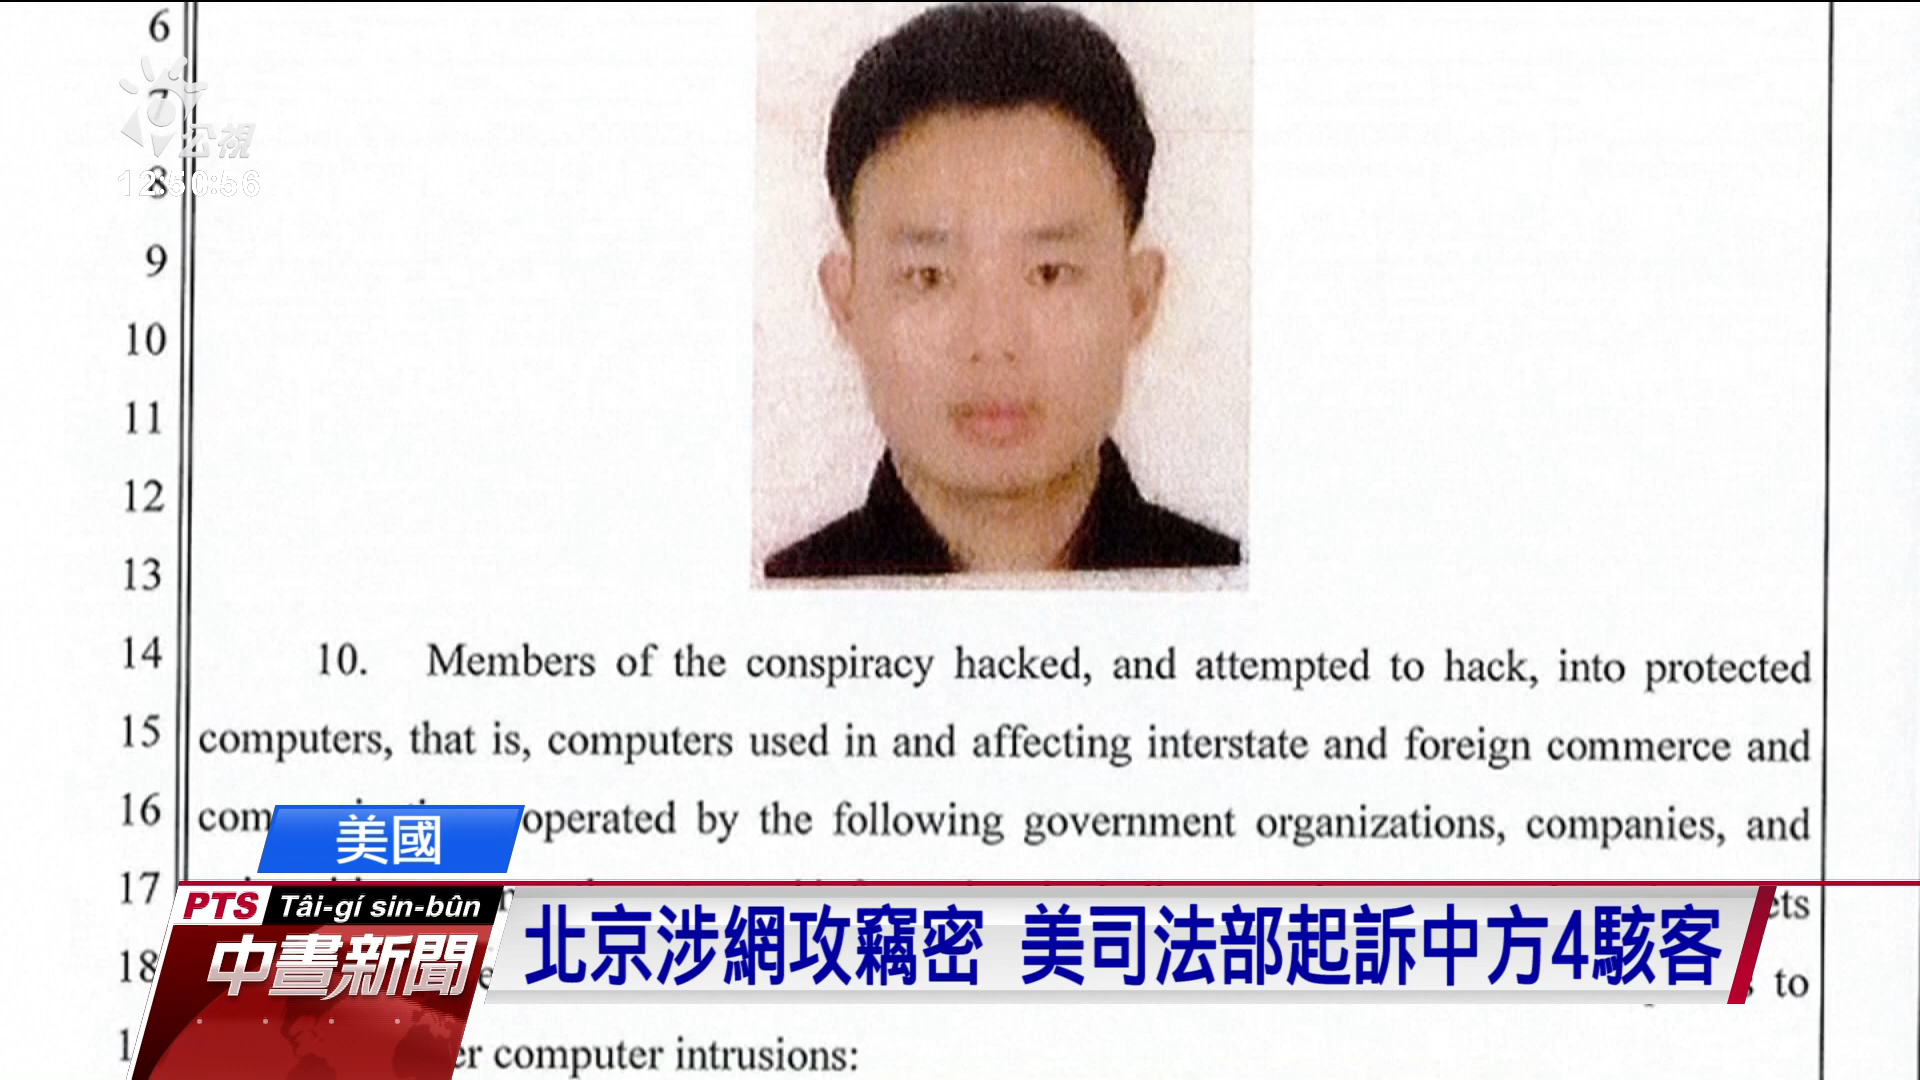 6
7
公視
8
12:50:56
9
10
11
12
13
14 10. Members of the conspiracy hacked, and attempted to hack, into protected
15 computers, that is, computers used in and affecting interstate and foreign commerce and
16 operated by the following government organizations, companies, and
美國
17
PTS Tâi-gí sin-bûn
中晝新聞
北京涉網攻竊密 美司法部起訴中方4駭客
18 to
computer intrusions: